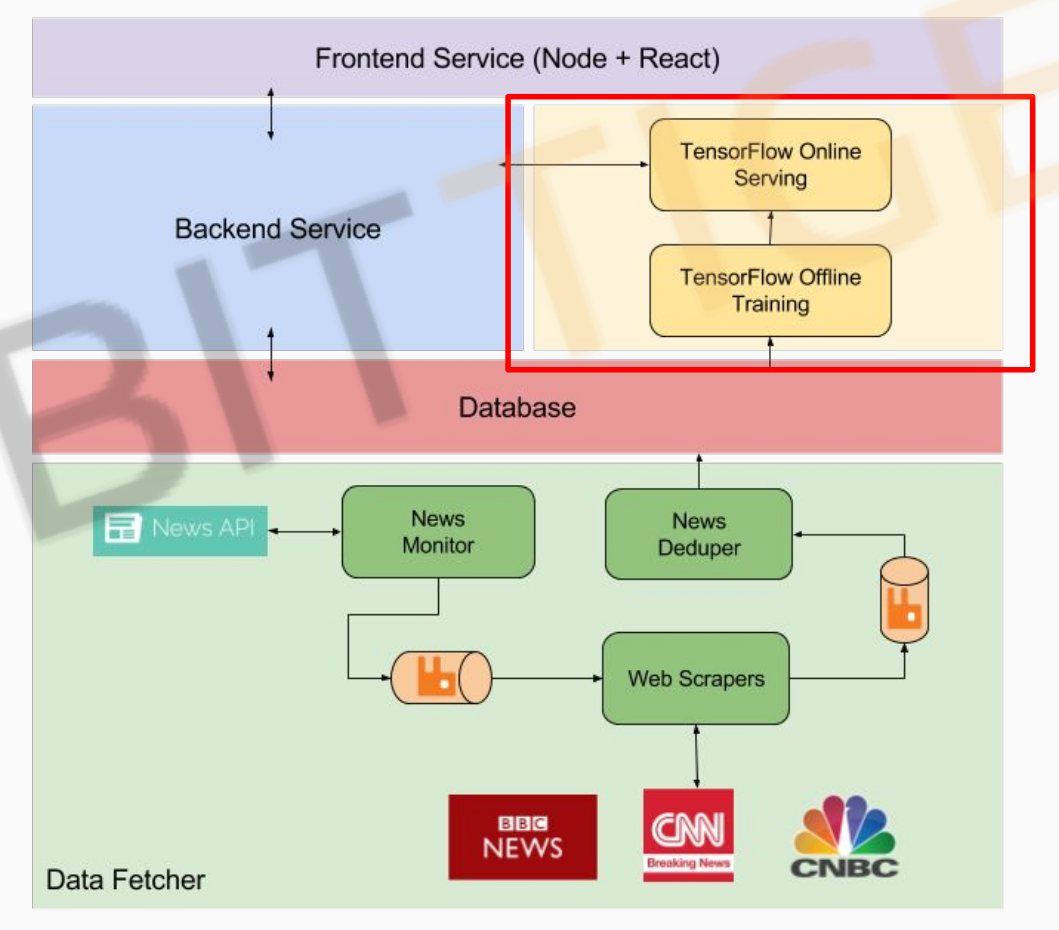 Frontend Service (Node + React)
TensorFlow Online
Serving
Backend Service
TensorFlow Offline
Training
Database
News API
News
Monitor
News
Deduper
Web Scrapers
BBC
NEWS
CNN
Breaking News
CNBC
Data Fetcher
BITTIGE